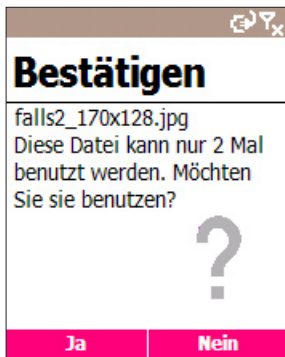 Bestätigen
falls2_170x128.jpg
Diese Datei kann nur 2 Mal
benutzt werden. Möchten
Sie sie benutzen?
?
Ja Nein